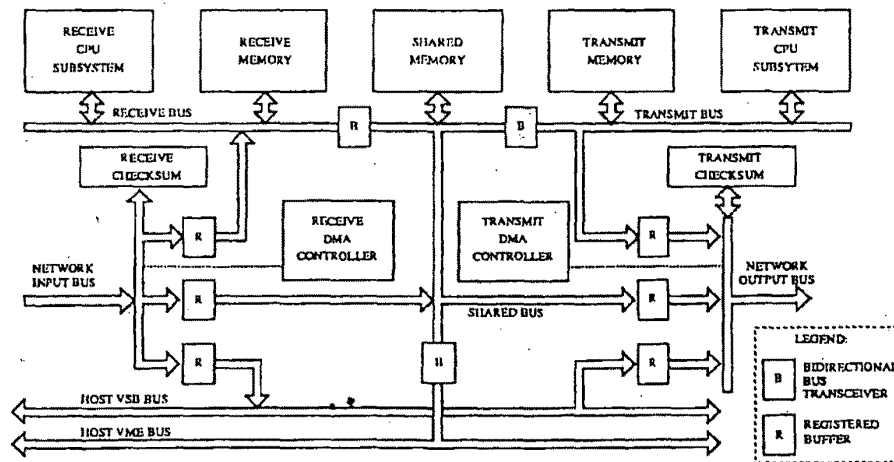 RECEIVE
CPU
SUBSYSTEM
RECEIVE
MEMORY
SHARED
MEMORY
TRANSMIT
MEMORY
TRANSMIT
CPU
SUBSYTEM
RECEIVE BUS
B
B
TRANSMIT BUS
RECEIVE
CHECKSUM
TRANSMIT
CHECKSUM
R
RECEIVE
DMA
CONTROLLER
TRANSMIT
DMA
CONTROLLER
R
NETWORK
INPUT BUS
R
SHARED BUS
R
NETWORK
OUTPUT BUS
R
B
R
HOST VSB BUS
HOST VME BUS
LEGEND:
B
BIDIRECTIONAL
BUS
TRANSCEIVER
R
REGISTERED
BUFFER